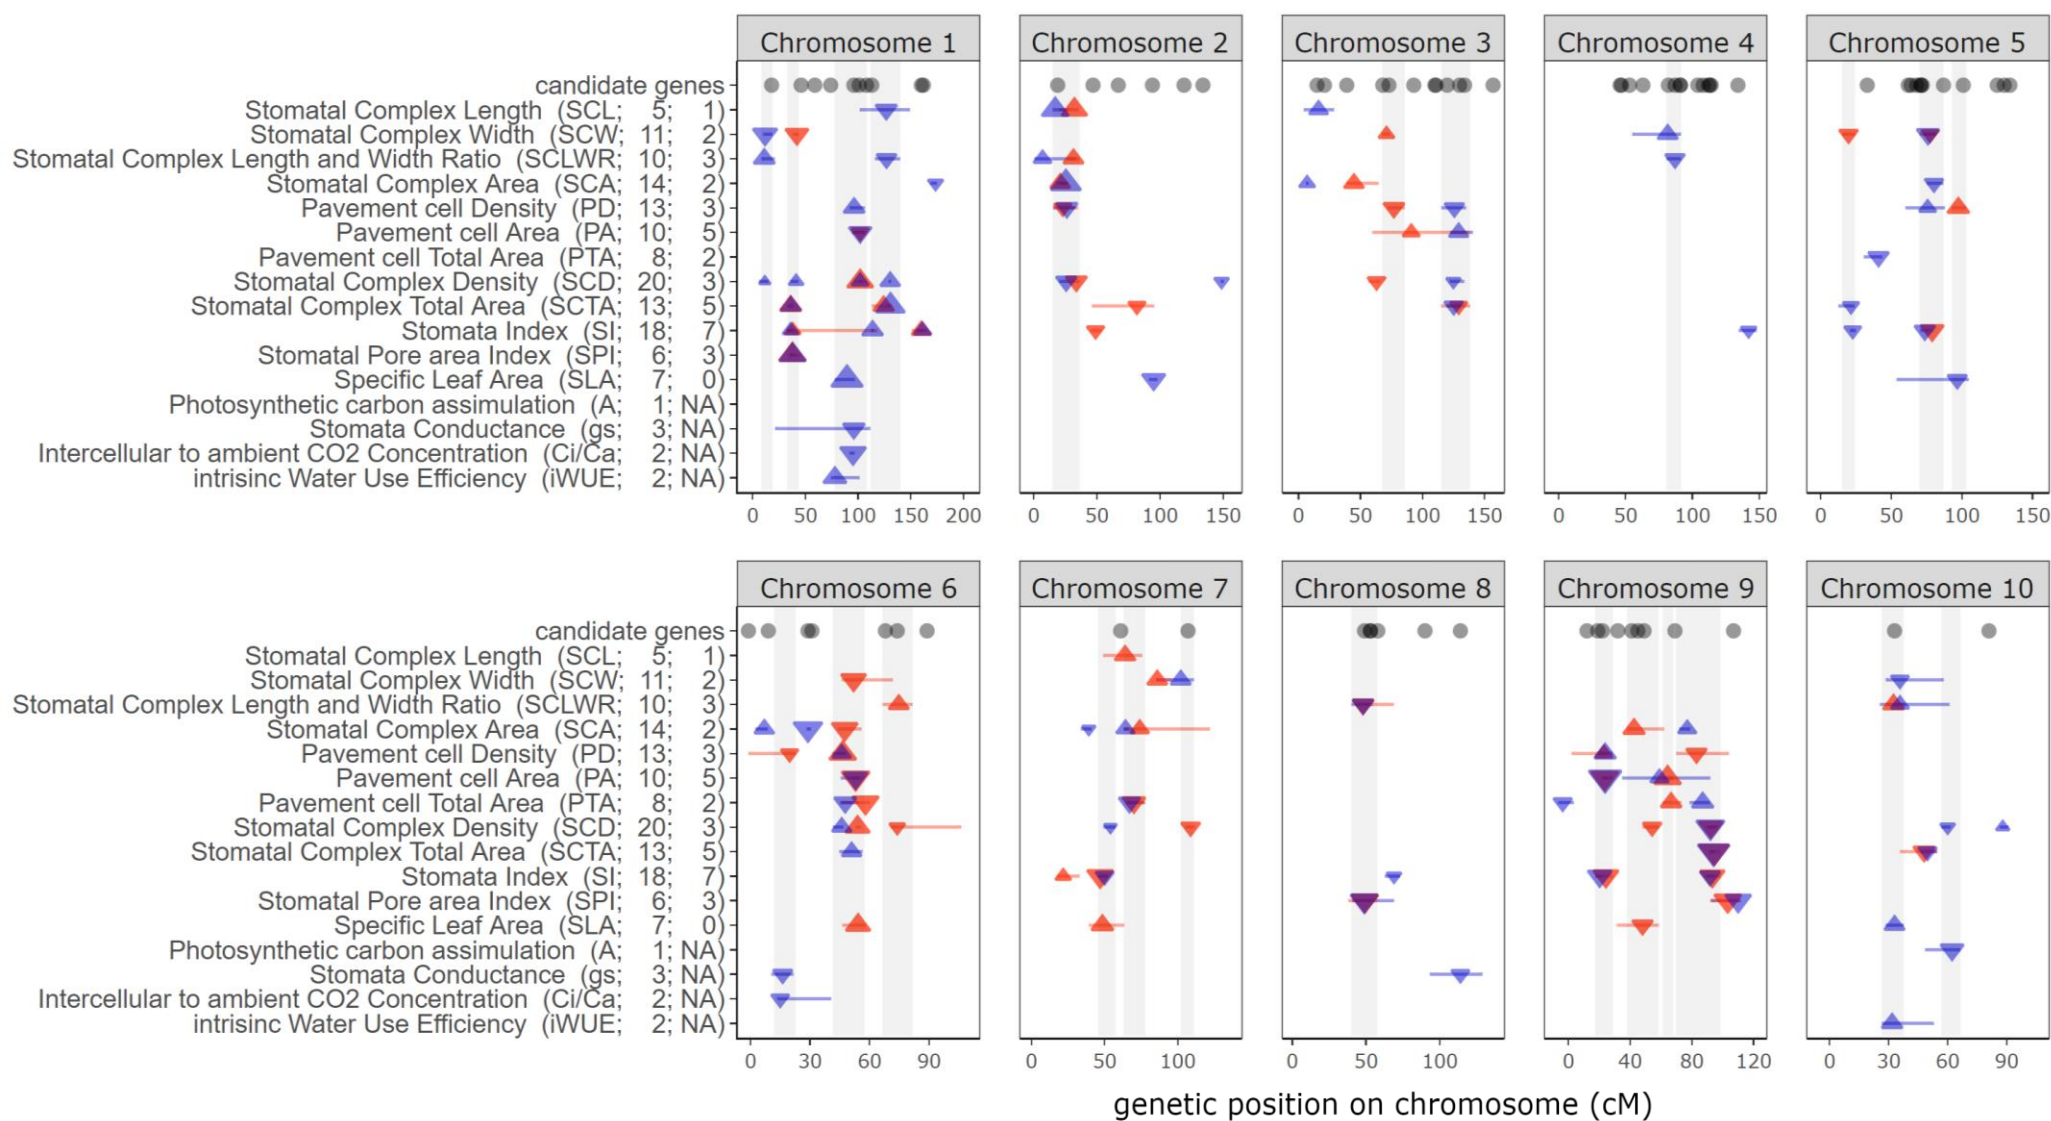 Chromosome 1 Chromosome 2 Chromosome 3 Chromosome 4 Chromosome 5
candidate genes
Stomatal Complex Length (SCL; 5; 1)
Stomatal Complex Width (SCW; 11; 2)
Stomatal Complex Length and Width Ratio (SCLWR; 10; 3)
Stomatal Complex Area (SCA; 14; 2)
Pavement cell Density (PD; 13; 3)
Pavement cell Area (PA; 10; 5)
Pavement cell Total Area (PTA; 8; 2)
Stomatal Complex Density (SCD; 20; 3)
Stomatal Complex Total Area (SCTA; 13; 5)
Stomata Index (SI; 18; 7)
Stomatal Pore area Index (SPI; 6; 3)
Specific Leaf Area (SLA; 7; 0)
Photosynthetic carbon assimulation (A; 1; NA)
Stomata Conductance (gs; 3; NA)
Intercellular to ambient CO2 Concentration (Ci/Ca; 2; NA)
intrisinc Water Use Efficiency (iWUE; 2; NA)
0 50 100 150 200 0 50 100 150 0 50 100 150 0 50 100 150 0 50 100 150
Chromosome 6 Chromosome 7 Chromosome 8 Chromosome 9 Chromosome 10
candidate genes
Stomatal Complex Length (SCL; 5; 1)
Stomatal Complex Width (SCW; 11; 2)
Stomatal Complex Length and Width Ratio (SCLWR; 10; 3)
Stomatal Complex Area (SCA; 14; 2)
Pavement cell Density (PD; 13; 3)
Pavement cell Area (PA; 10; 5)
Pavement cell Total Area (PTA; 8; 2)
Stomatal Complex Density (SCD; 20; 3)
Stomatal Complex Total Area (SCTA; 13; 5)
Stomata Index (SI; 18; 7)
Stomatal Pore area Index (SPI; 6; 3)
Specific Leaf Area (SLA; 7; 0)
Photosynthetic carbon assimulation (A; 1; NA)
Stomata Conductance (gs; 3; NA)
Intercellular to ambient CO2 Concentration (Ci/Ca; 2; NA)
intrisinc Water Use Efficiency (iWUE; 2; NA)
0 30 60 90 0 50 100 0 50 100 0 40 80 120 0 30 60 90
genetic position on chromosome (cM)